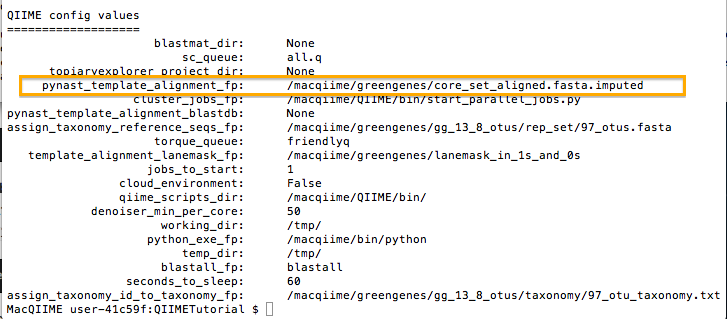 QIIME config values
===================
blastmat_dir: None
sc_queue: all.q
topiaryexplorer_project_dir: None
pynast_template_alignment_fp: /macqiime/greengenes/core_set_aligned.fasta.imputed
cluster_jobs_fp: /macqiime/QIIME/bin/start_parallel_jobs.py
pynast_template_alignment_blastdb: None
assign_taxonomy_reference_seqs_fp: /macqiime/greengenes/gg_13_8_otus/rep_set/97_otus.fasta
torque_queue: friendlyq
template_alignment_lanemask_fp: /macqiime/greengenes/lanemask_in_1s_and_0s
jobs_to_start: 1
cloud_environment: False
qiime_scripts_dir: /macqiime/QIIME/bin/
denoiser_min_per_core: 50
working_dir: /tmp/
python_exe_fp: /macqiime/bin/python
temp_dir: /tmp/
blastall_fp: blastall
seconds_to_sleep: 60
assign_taxonomy_id_to_taxonomy_fp: /macqiime/greengenes/gg_13_8_otus/taxonomy/97_otu_taxonomy.txt
MacQIIME user-41c59f:QIIMETutorial $